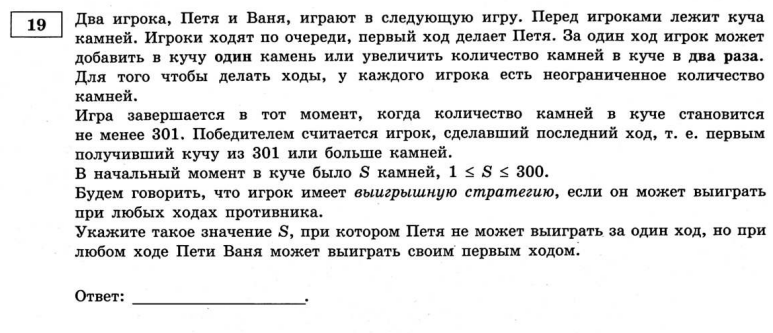 19
Два игрока, Петя и Ваня, играют в следующую игру. Перед игроками лежит куча
камней. Игроки ходят по очереди, первый ход делает Петя. За один ход игрок может
добавить в кучу один камень или увеличить количество камней в куче в два раза.
Для того чтобы делать ходы, у каждого игрока есть неограниченное количество
камней.
Игра завершается в тот момент, когда количество камней в куче становится
не менее 301. Победителем считается игрок, сделавший последний ход, т. е. первым
получивший кучу из 301 или больше камней.
В начальный момент в куче было S камней, 1 ≤ S ≤ 300.
Будем говорить, что игрок имеет выигрышную стратегию, если он может выиграть
при любых ходах противника.
Укажите такое значение S, при котором Петя не может выиграть за один ход, но при
любом ходе Пети Ваня может выиграть своим первым ходом.
Ответ: ____________________.